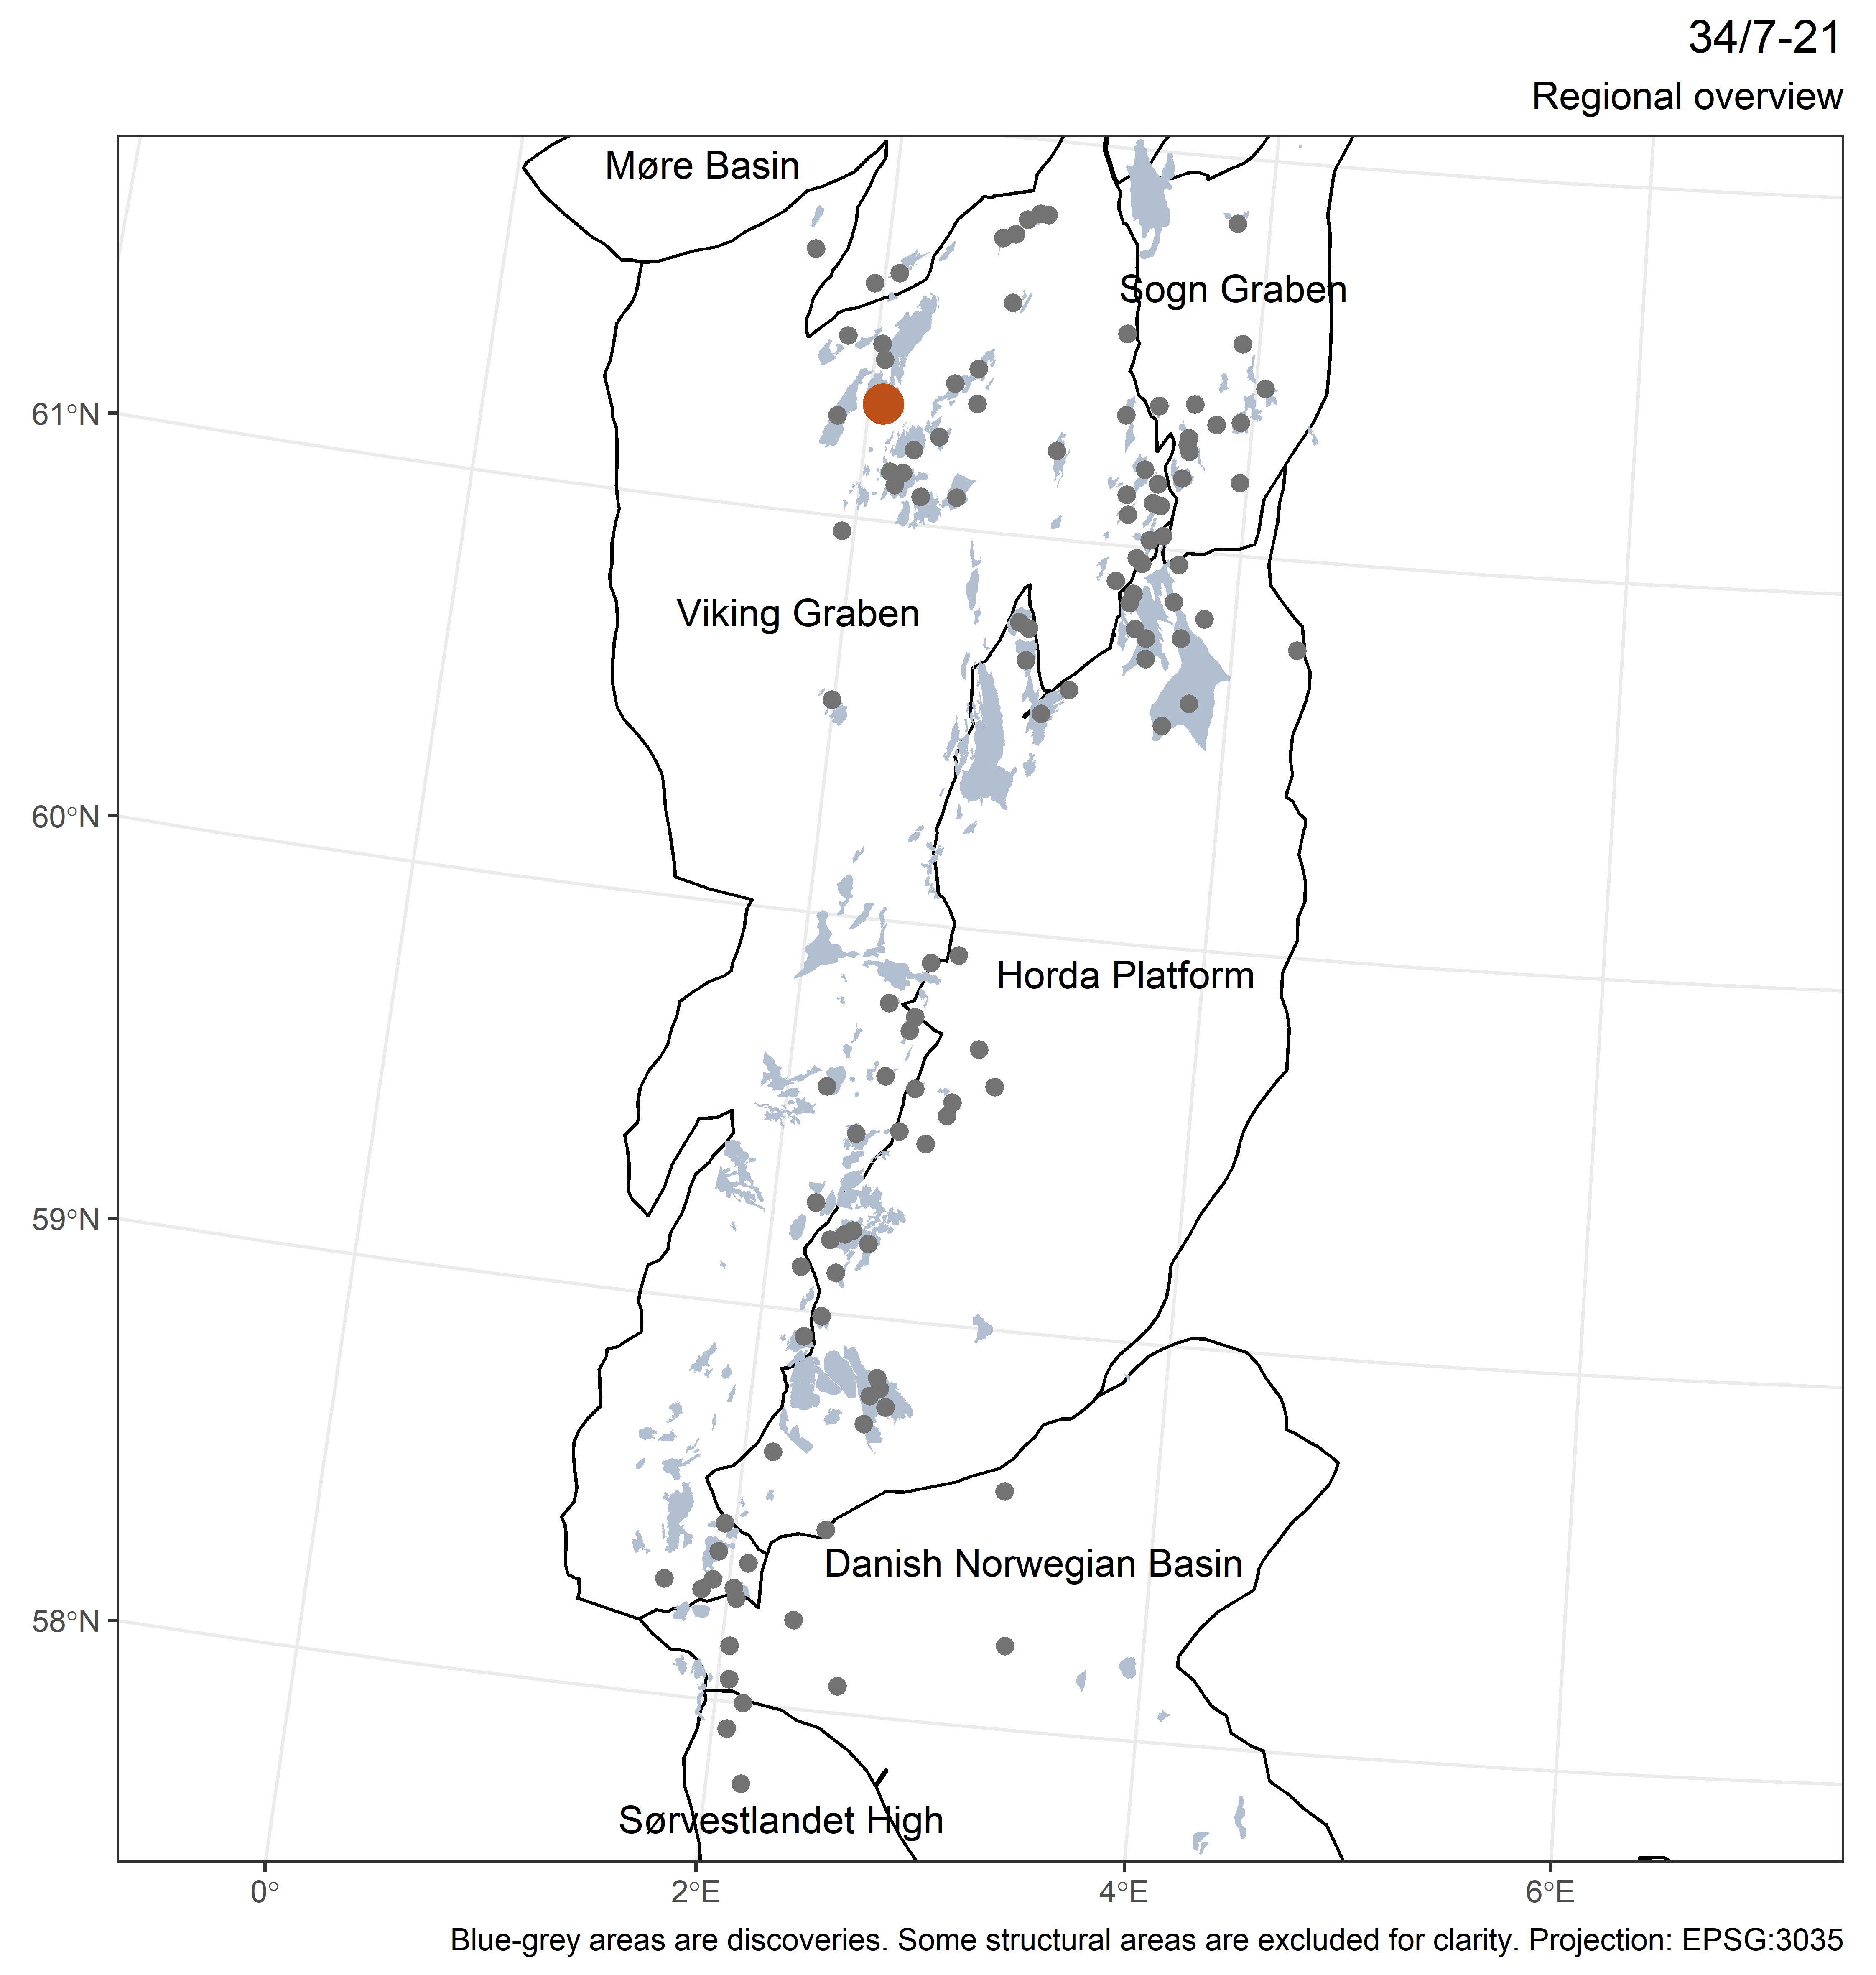 34/7-21
Regional overview
Møre Basin
Sogn Graben
61°N
Viking Graben
60°N
Horda Platform
59°N
Danish Norwegian Basin
58°N
Sørvestlandet High
0° 2°E 4°E 6°E
Blue-grey areas are discoveries. Some structural areas are excluded for clarity. Projection: EPSG:3035